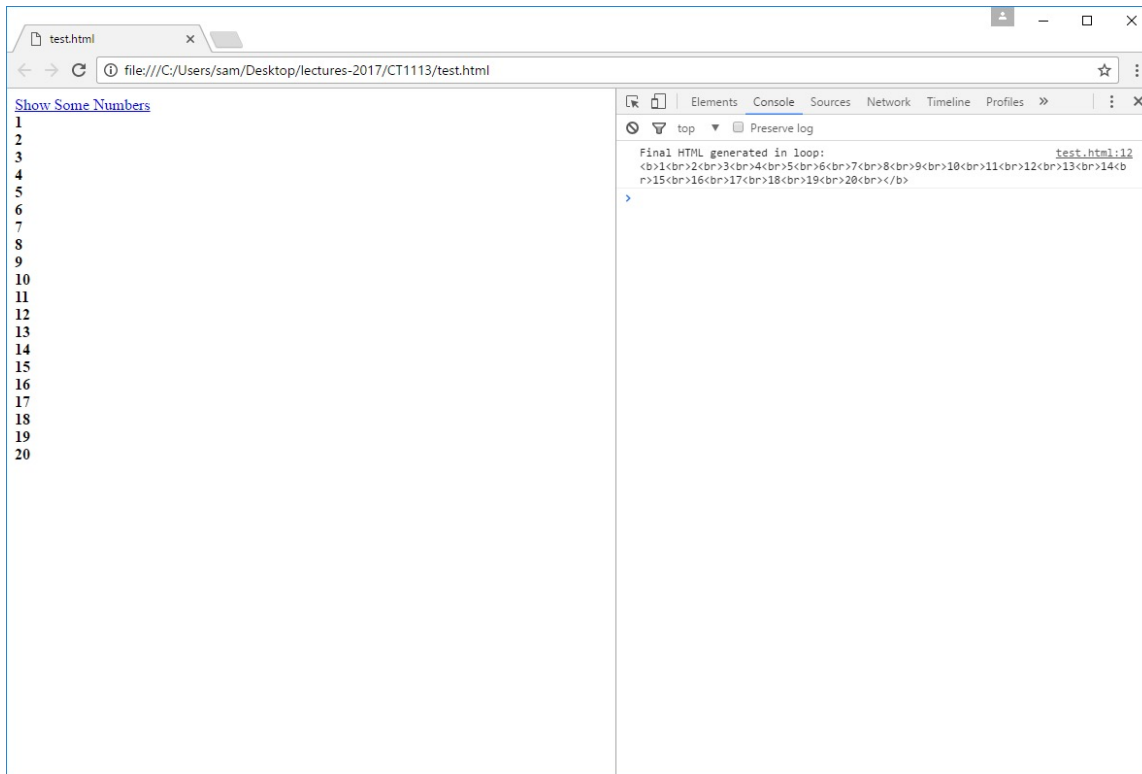 test.html
file:///C:/Users/sam/Desktop/lectures-2017/CT1113/test.html
Show Some Numbers
1
2
3
4
5
6
7
8
9
10
11
12
13
14
15
16
17
18
19
20
Elements Console Sources Network Timeline Profiles »
top ▼ Preserve log
Final HTML generated in loop: test.html:12
<b>1<br>2<br>3<br>4<br>5<br>6<br>7<br>8<br>9<br>10<br>11<br>12<br>13<br>14<b
r>15<br>16<br>17<br>18<br>19<br>20<br></b>
>